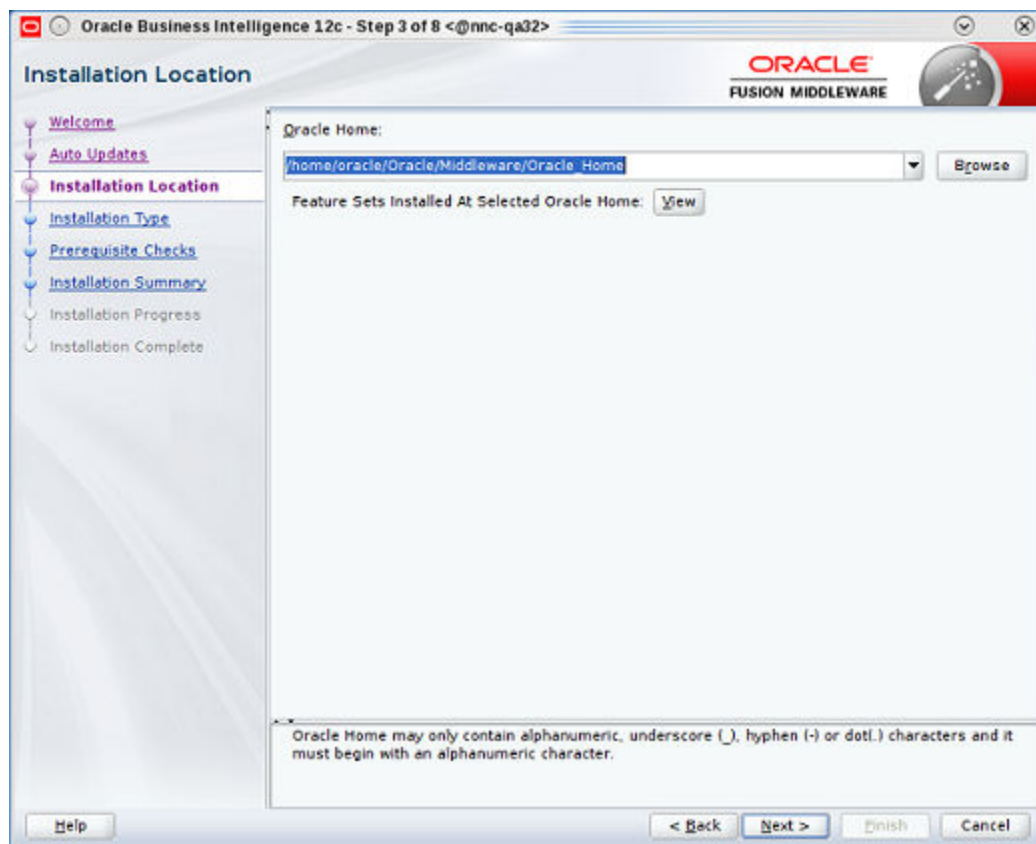 Oracle Business Intelligence 12c - Step 3 of 8 <@nnc-qa32>
Installation Location
ORACLE
FUSION MIDDLEWARE
Welcome
Auto Updates
Installation Location
Installation Type
Prerequisite Checks
Installation Summary
Installation Progress
Installation Complete
Oracle Home:
/home/oracle/Oracle/Middleware/Oracle_Home
Browse
Feature Sets Installed At Selected Oracle Home: View
Oracle Home may only contain alphanumeric, underscore (_), hyphen (-) or dot(.) characters and it
must begin with an alphanumeric character.
Help
< Back
Next >
Finish
Cancel